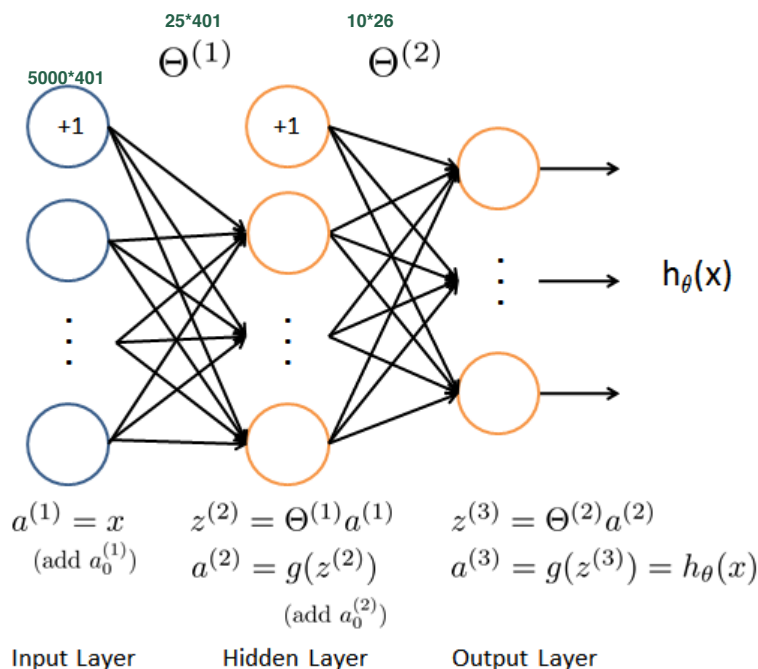 25*401 10*26
Θ(1) Θ(2)
5000*401
+1 +1
hθ(x)
a(1) = x z(2) = Θ(1)a(1) z(3) = Θ(2)a(2)
(add a0(1)) a(2) = g(z(2)) a(3) = g(z(3)) = hθ(x)
(add a0(2))
Input Layer Hidden Layer Output Layer